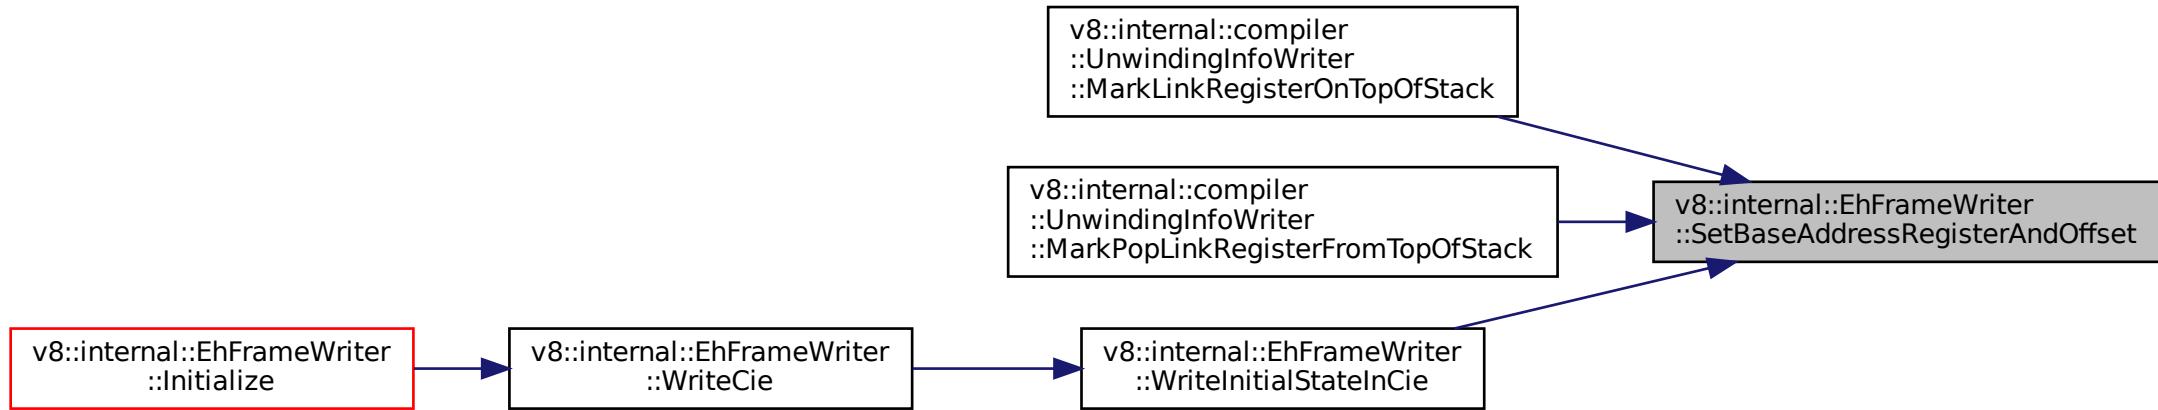 v8::internal::compiler
::UnwindingInfoWriter
::MarkLinkRegisterOnTopOfStack
v8::internal::compiler
::UnwindingInfoWriter
::MarkPopLinkRegisterFromTopOfStack
v8::internal::EhFrameWriter
::SetBaseAddressRegisterAndOffset
v8::internal::EhFrameWriter
::Initialize
v8::internal::EhFrameWriter
::WriteCie
v8::internal::EhFrameWriter
::WriteInitialStateInCie